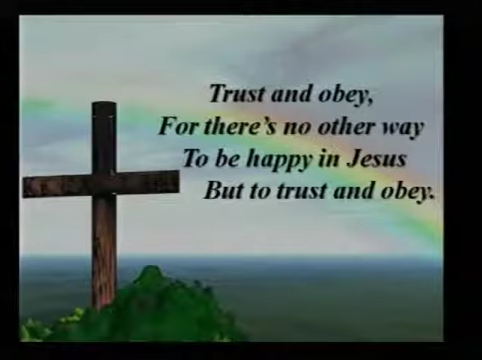 Trust and obey,
For there's no other way
To be happy in Jesus
But to trust and obey.